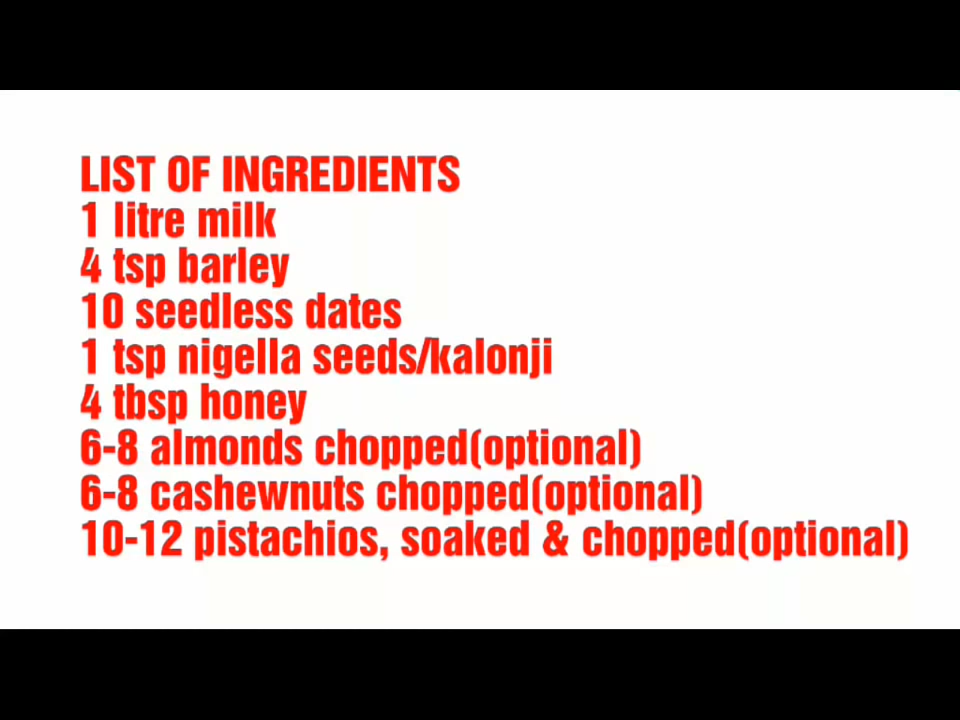 LIST OF INGREDIENTS
1 litre milk
4 tsp barley
10 seedless dates
1 tsp nigella seeds/kalonji
4 tbsp honey
6-8 almonds chopped(optional)
6-8 cashewnuts chopped(optional)
10-12 pistachios, soaked & chopped(optional)